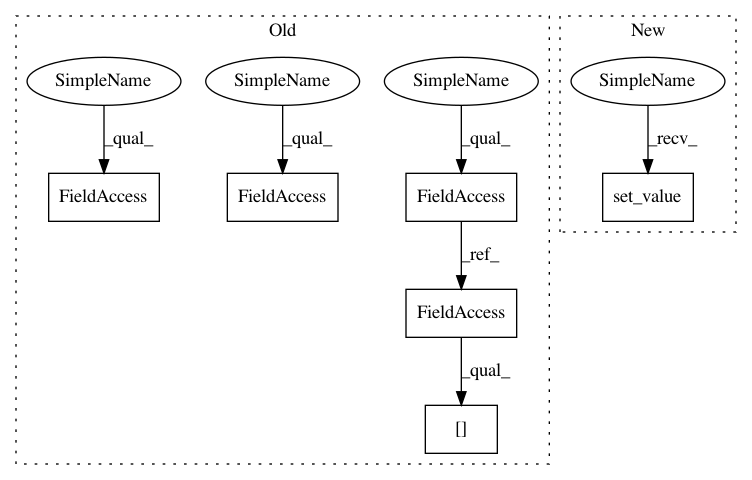 Old
New
SimpleName
SimpleName
SimpleName
SimpleName
_qual_
_qual_
_qual_
_recv_
FieldAccess
FieldAccess
FieldAccess
set_value
_ref_
FieldAccess
_qual_
[]